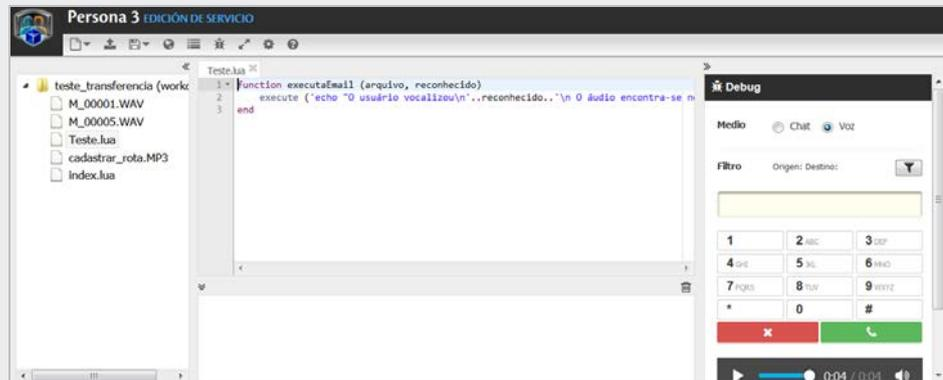 Persona 3 EDICIÓN DE SERVICIO
teste_transferencia (work
M_00001.WAV
M_00005.WAV
Teste.lua
cadastrar_rota.MP3
index.lua
Teste.lua
1 function executaEmail (arquivo, reconhecido)
2 execute ('echo "O usuário vocalizou\n'..reconhecido..'\n O áudio encontra-se n
3 end
Debug
Medio Chat Voz
Filtro Origen: Destino:
1 2 ABC 3 DEF
4 GHI 5 JKL 6 MNO
7 PQRS 8 TUV 9 WXYZ
* 0 #
0:04 / 0:04